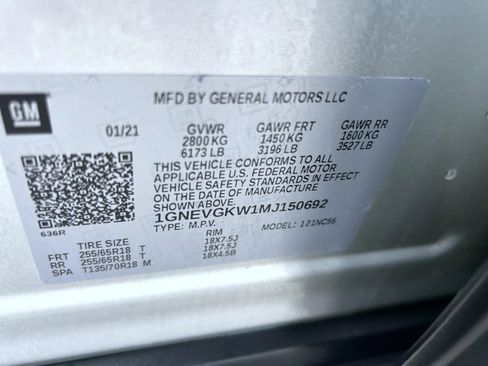 GM
MFD BY GENERAL MOTORS LLC
01/21 GVWR GAWR FRT GAWR RR
2800 KG 1450 KG 1600 KG
6173 LB 3196 LB 3527 LB
THIS VEHICLE CONFORMS TO ALL
APPLICABLE U.S. FEDERAL MOTOR
VEHICLE SAFETY STANDARDS IN EFFECT
ON THE DATE OF MANUFACTURE
SHOWN ABOVE.
1GNEVGKW1MJ150692
TYPE: M.P.V. MODEL: 121NC56
636R
TIRE SIZE RIM
FRT 255/65R18 T 18X7.5J
RR 255/65R18 T 18X7.5J
SPA T135/70R18 M 18X4.5B